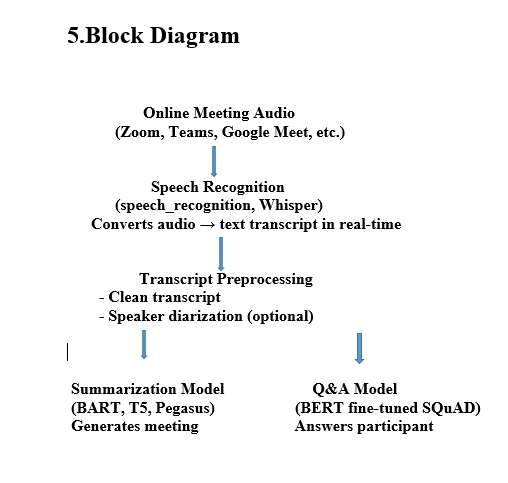 5.Block Diagram
Online Meeting Audio
(Zoom, Teams, Google Meet, etc.)
Speech Recognition
(speech_recognition, Whisper)
Converts audio → text transcript in real-time
Transcript Preprocessing
- Clean transcript
- Speaker diarization (optional)
Summarization Model
(BART, T5, Pegasus)
Generates meeting
Q&A Model
(BERT fine-tuned SQuAD)
Answers participant